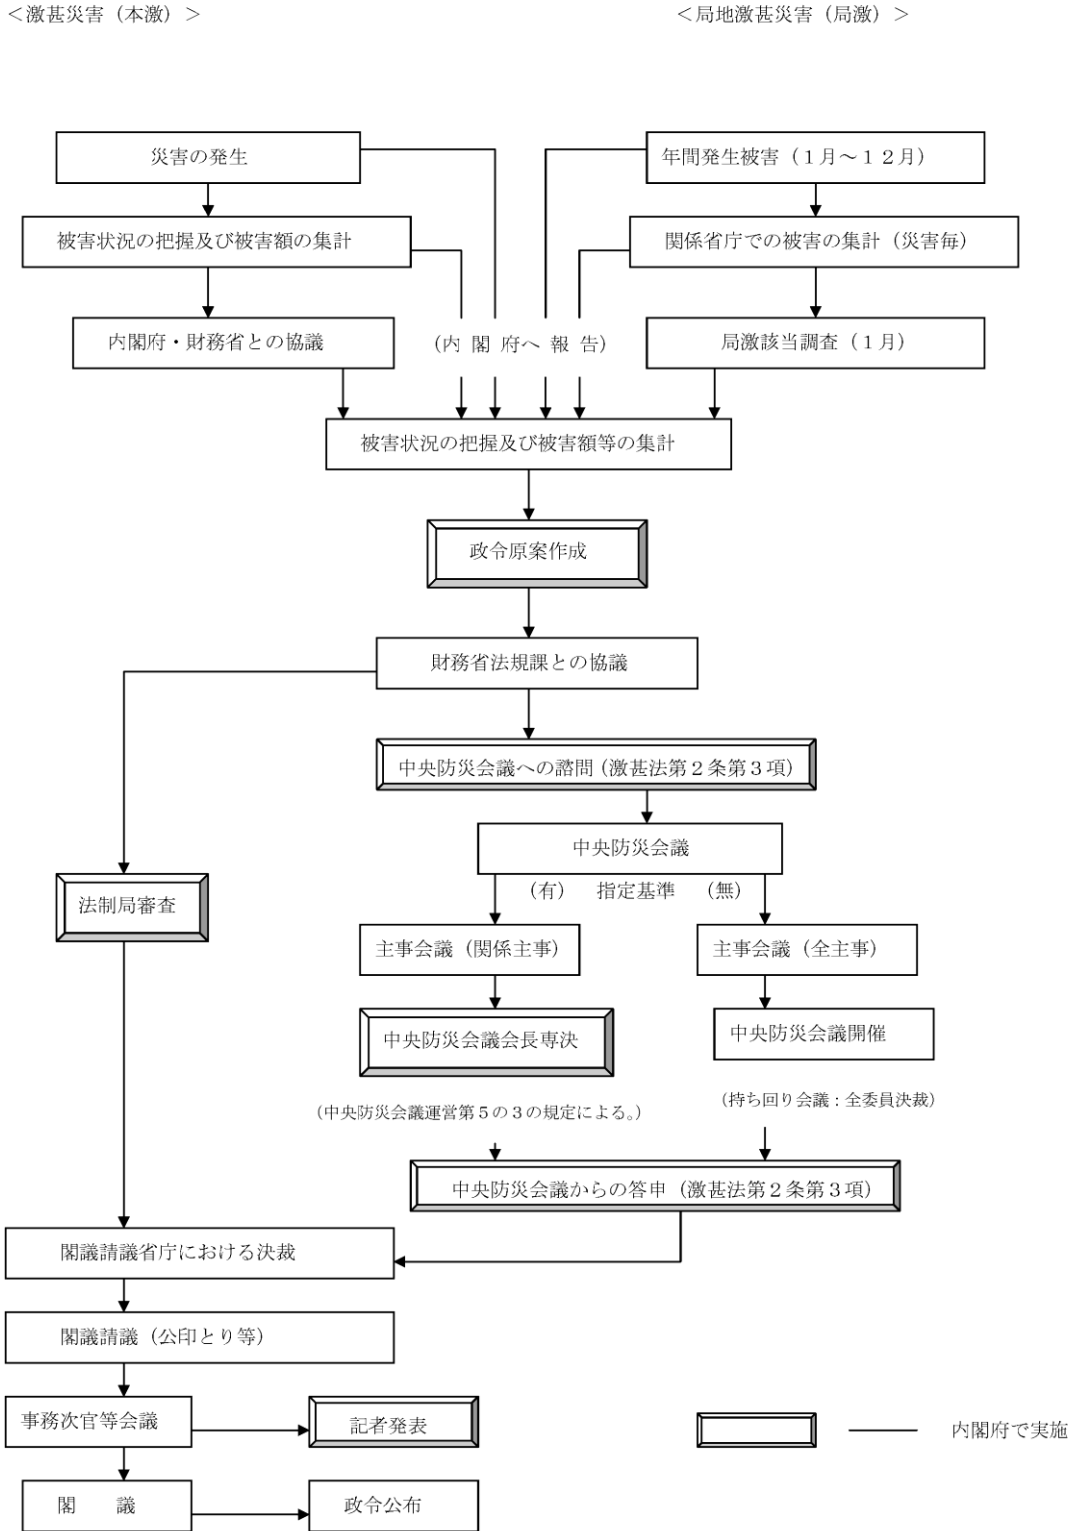 ＜激甚災害（本激）＞
＜局地激甚災害（局激）＞
災害の発生
年間発生被害（１月～１２月）
被害状況の把握及び被害額の集計
関係省庁での被害の集計（災害毎）
内閣府・財務省との協議
（内 閣 府へ 報 告）
局激該当調査（１月）
被害状況の把握及び被害額等の集計
政令原案作成
財務省法規課との協議
中央防災会議への諮問（激甚法第２条第３項）
中央防災会議
（有） 指定基準 （無）
法制局審査
主事会議（関係主事）
主事会議（全主事）
中央防災会議会長専決
中央防災会議開催
（中央防災会議運営第５の３の規定による。）
（持ち回り会議：全委員決裁）
中央防災会議からの答申（激甚法第２条第３項）
閣議請議省庁における決裁
閣議請議（公印とり等）
事務次官等会議
記者発表
内閣府で実施
閣　　議
政令公布